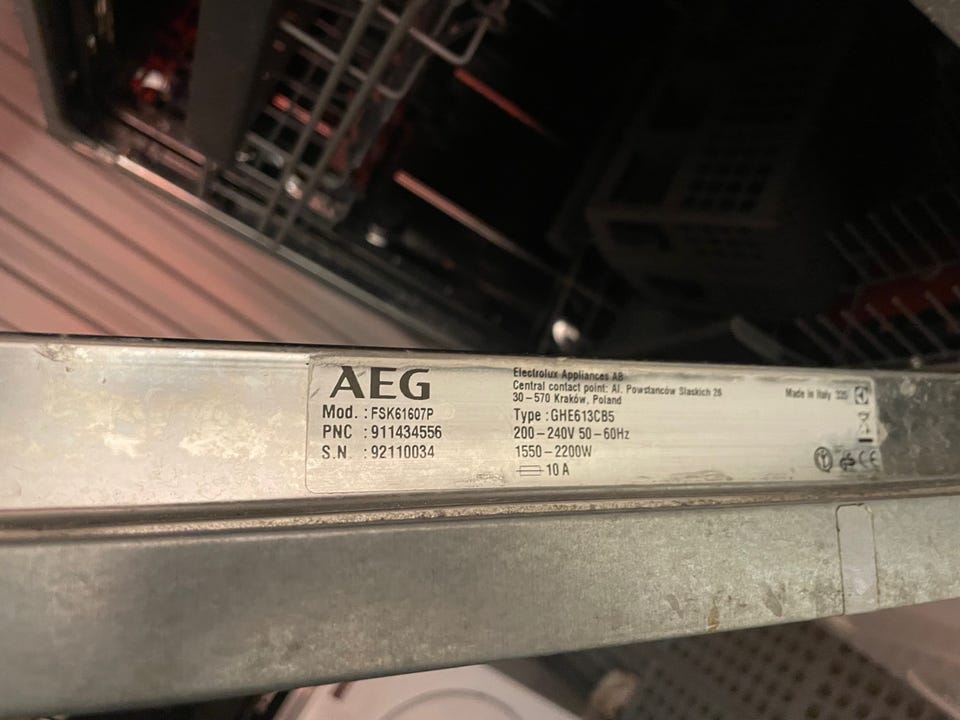 AEG
Mod. : FSK61607P
PNC : 911434556
S.N. : 92110034
Electrolux Appliances AB
Central contact point: Al. Powstanców Slaskich 26
30-570 Kraków, Poland
Type : GHE613CB5
200-240V 50-60Hz
1550-2200W
10 A
Made in Italy
CE